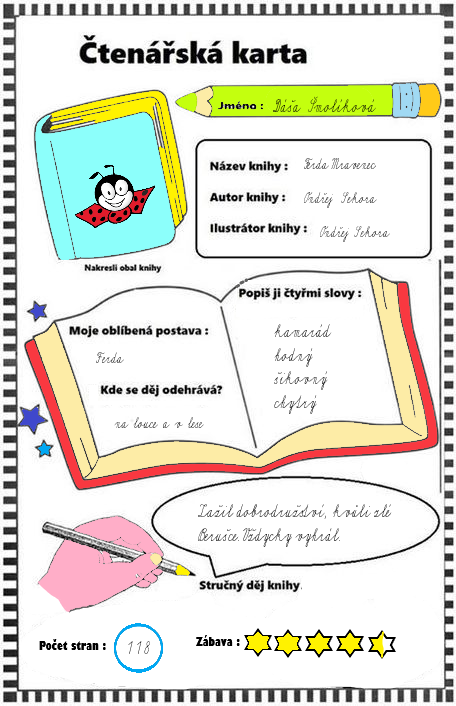 Čtenářská karta
Jméno : Dáša Smolíková
Název knihy : Ferda Mravenec
Autor knihy : Ondřej Sekora
Ilustrátor knihy : Ondřej Sekora
Nakresli obal knihy
Moje oblíbená postava :
Ferda
Kde se děj odehrává?
na louce a v lese
Popiš ji čtyřmi slovy :
kamarád
hodný
šikovný
chytrý
Zažil dobrodružství, kvůli zlé
Berušce. Vždycky vyhrál.
Stručný děj knihy.
Počet stran : 118
Zábava :